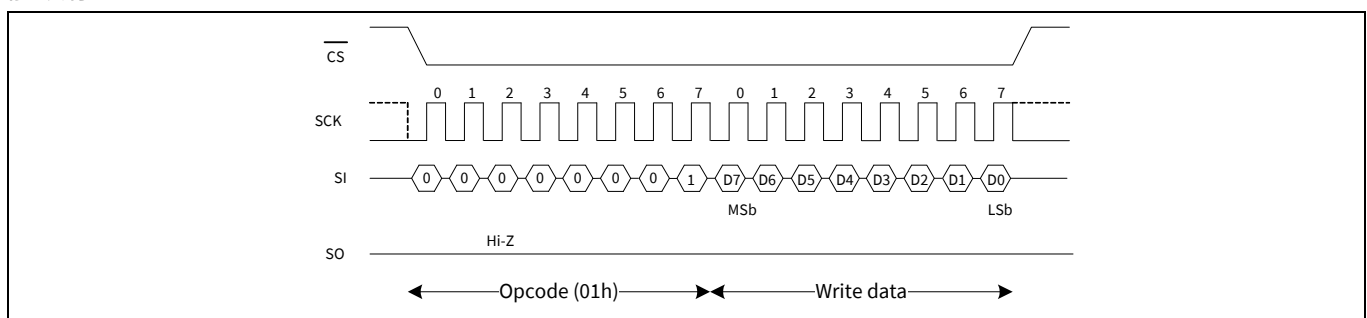 CS
0 1 2 3 4 5 6 7 0 1 2 3 4 5 6 7
SCK
SI 0 0 0 0 0 0 0 1 D7 D6 D5 D4 D3 D2 D1 D0
MSb LSb
Hi-Z
SO
Opcode (01h) Write data